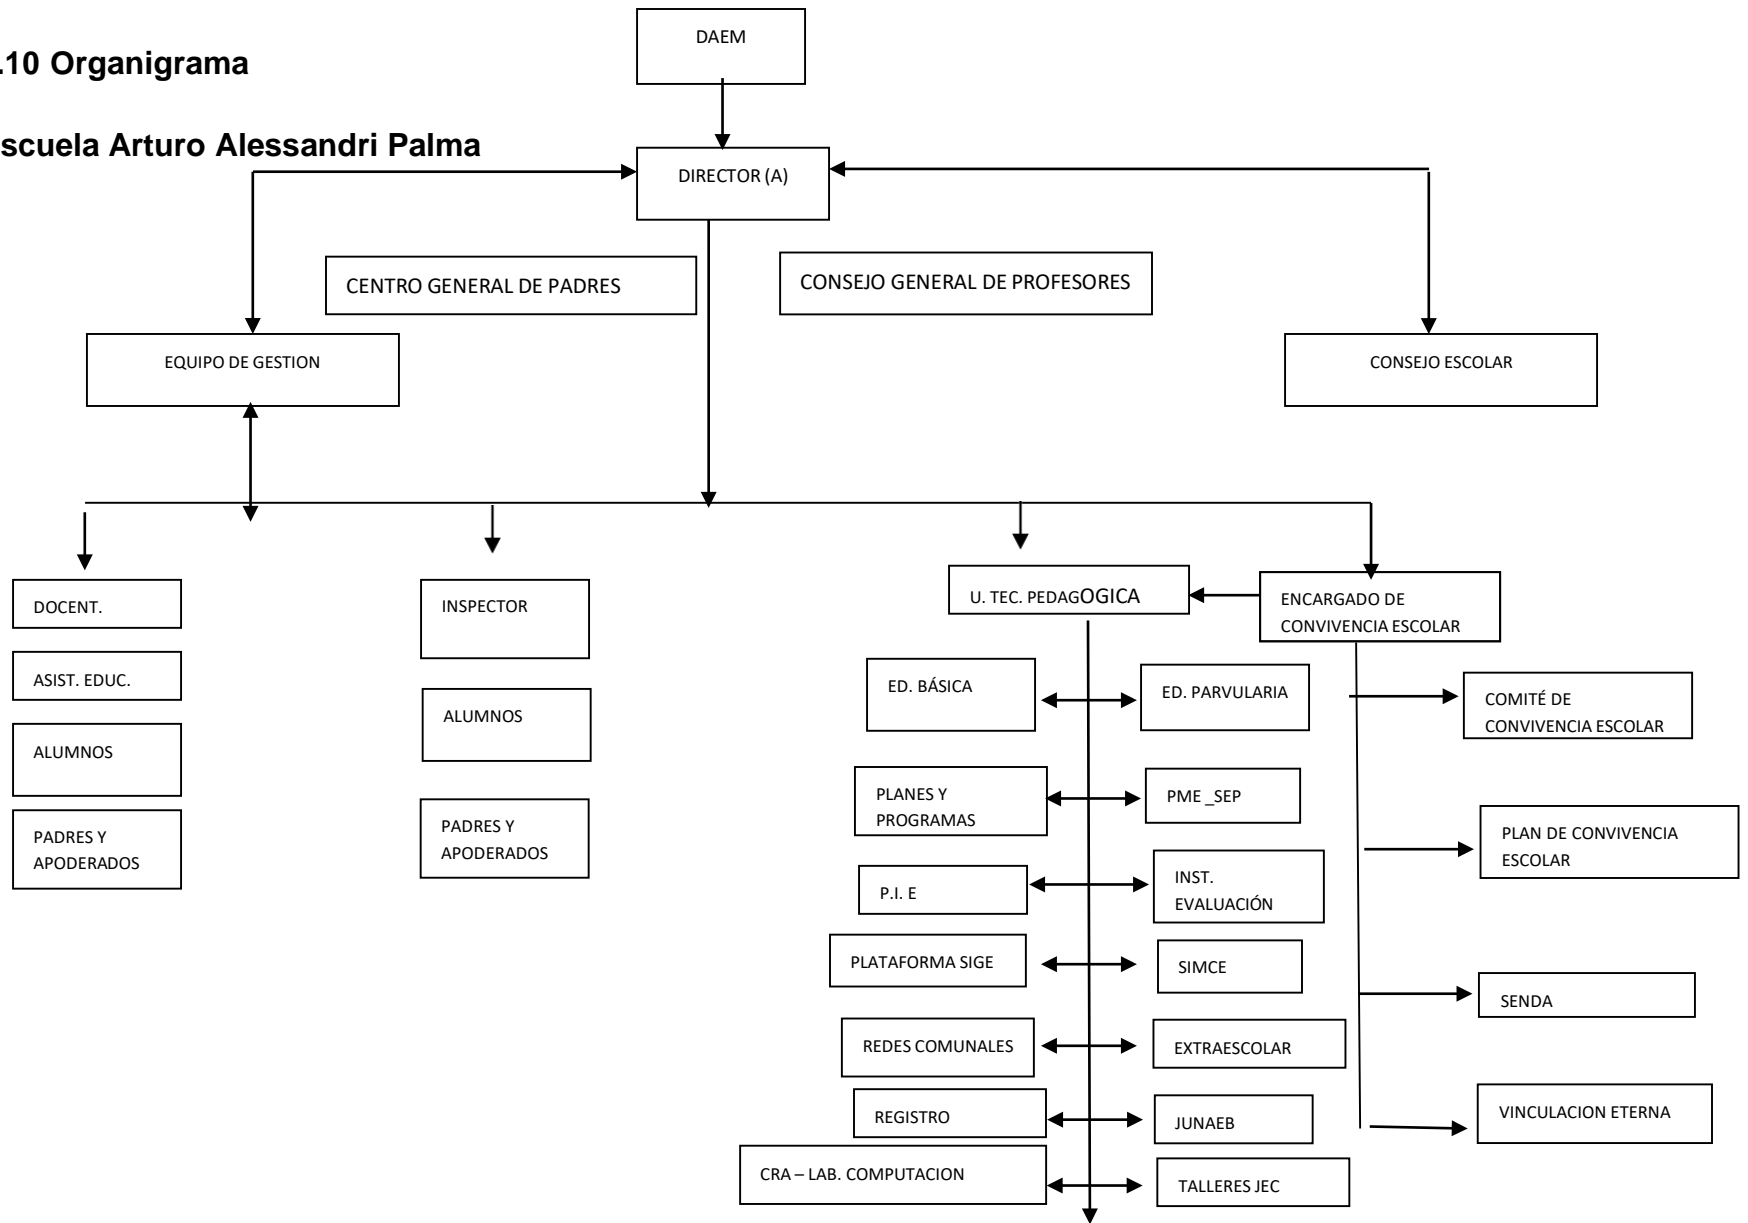 DAEM
.10 Organigrama
scuela Arturo Alessandri Palma
DIRECTOR (A)
CENTRO GENERAL DE PADRES
CONSEJO GENERAL DE PROFESORES
EQUIPO DE GESTION
CONSEJO ESCOLAR
DOCENT.
ASIST. EDUC.
ALUMNOS
PADRES Y
APODERADOS
INSPECTOR
ALUMNOS
PADRES Y
APODERADOS
U. TEC. PEDAGOGICA
ED. BÁSICA
ED. PARVULARIA
PLANES Y
PROGRAMAS
PME _SEP
P.I. E
INST.
EVALUACIÓN
PLATAFORMA SIGE
SIMCE
REDES COMUNALES
EXTRAESCOLAR
REGISTRO
JUNAEB
CRA – LAB. COMPUTACION
TALLERES JEC
ENCARGADO DE
CONVIVENCIA ESCOLAR
COMITÉ DE
CONVIVENCIA ESCOLAR
PLAN DE CONVIVENCIA
ESCOLAR
SENDA
VINCULACION ETERNA